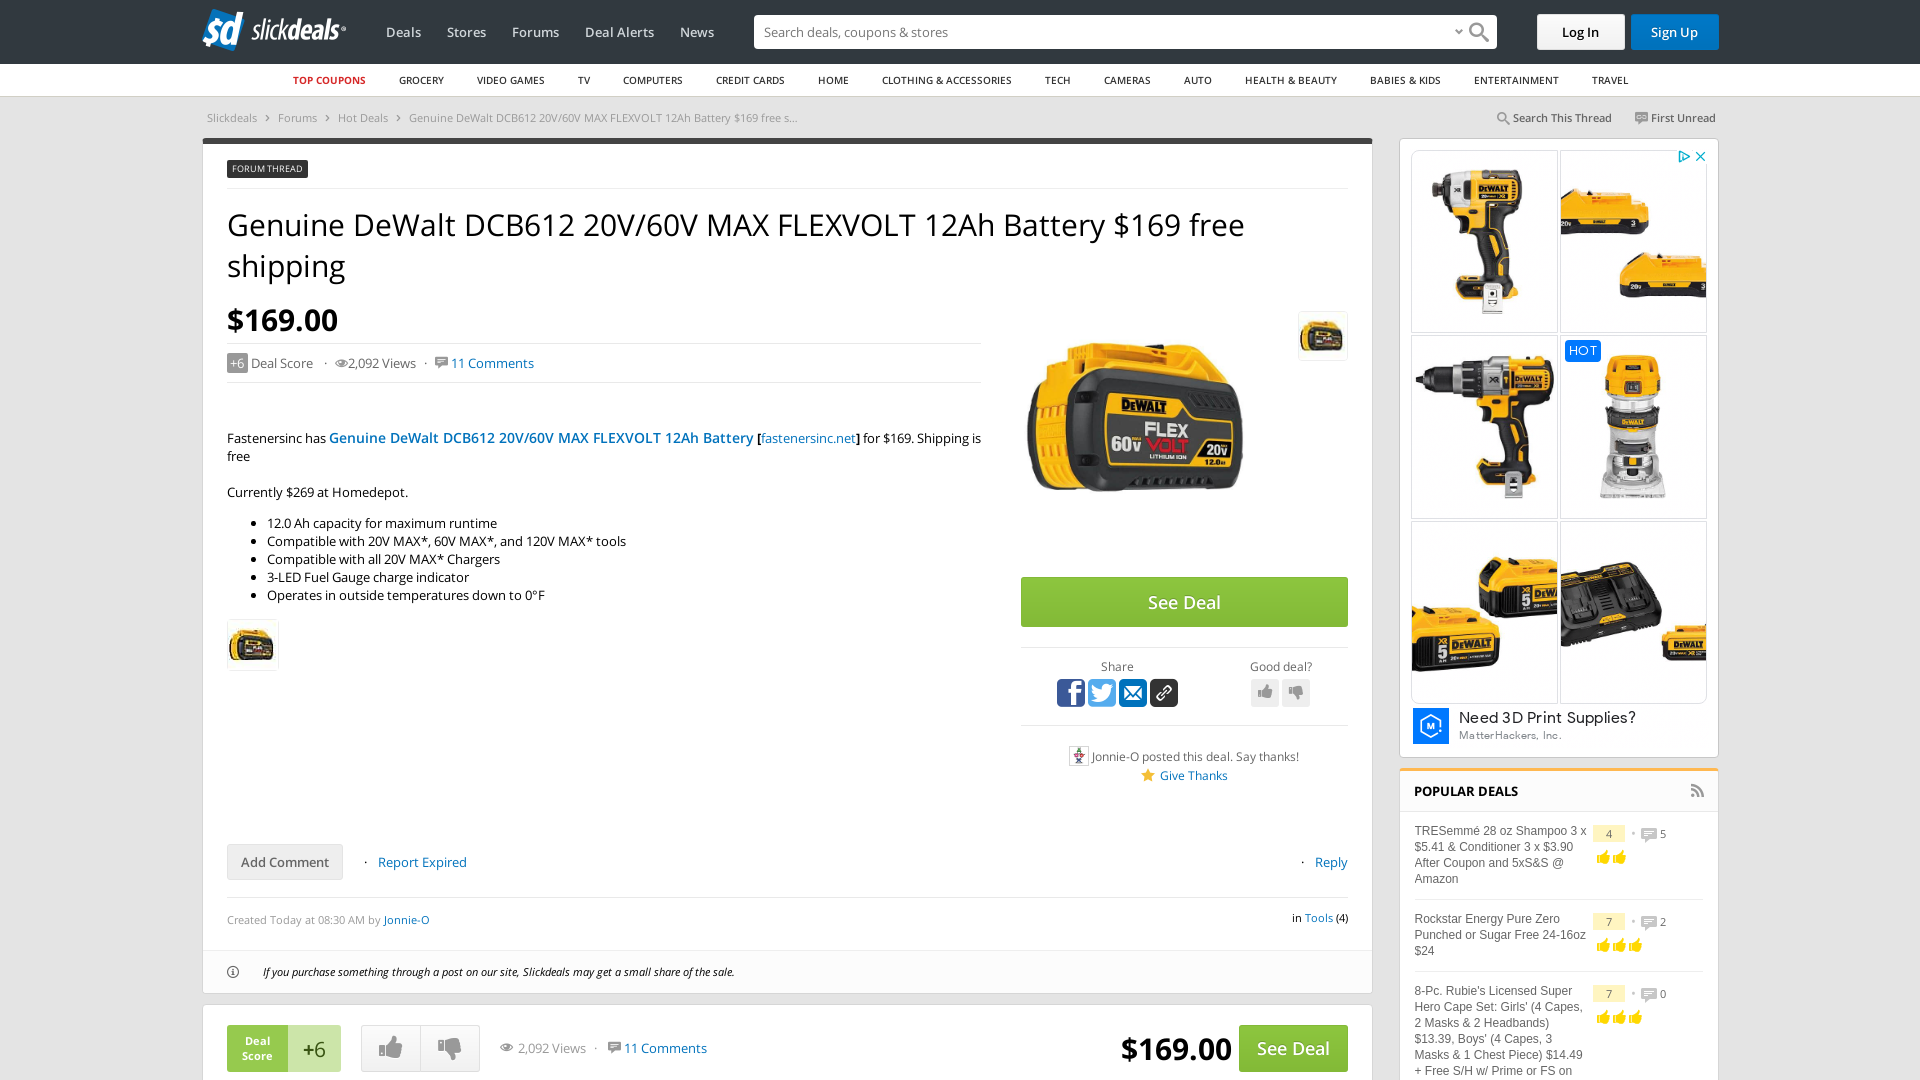 slickdeals
Deals
Stores
Forums
Deal Alerts
News
Search deals, coupons & stores
Log In
Sign Up
TOP COUPONS
GROCERY
VIDEO GAMES
TV
COMPUTERS
CREDIT CARDS
HOME
CLOTHING & ACCESSORIES
TECH
CAMERAS
AUTO
HEALTH & BEAUTY
BABIES & KIDS
ENTERTAINMENT
TRAVEL
Slickdeals > Forums > Hot Deals > Genuine DeWalt DCB612 20V/60V MAX FLEXVOLT 12Ah Battery $169 free s...
Search This Thread
First Unread
FORUM THREAD
Genuine DeWalt DCB612 20V/60V MAX FLEXVOLT 12Ah Battery $169 free
shipping
$169.00
+6 Deal Score · 2,092 Views · 11 Comments
Fastenersinc has Genuine DeWalt DCB612 20V/60V MAX FLEXVOLT 12Ah Battery [fastenersinc.net] for $169. Shipping is
free
Currently $269 at Homedepot.
• 12.0 Ah capacity for maximum runtime
• Compatible with 20V MAX*, 60V MAX*, and 120V MAX* tools
• Compatible with all 20V MAX* Chargers
• 3-LED Fuel Gauge charge indicator
• Operates in outside temperatures down to 0°F
DEWALT
FLEX
60V VOLT 20V
LITHIUM ION 12.0
See Deal
Share
Good deal?
Jonnie-O posted this deal. Say thanks!
Give Thanks
Add Comment
· Report Expired
· Reply
Created Today at 08:30 AM by Jonnie-O
in Tools (4)
If you purchase something through a post on our site, Slickdeals may get a small share of the sale.
Deal
Score
+6
2,092 Views · 11 Comments
$169.00
See Deal
HOT
Need 3D Print Supplies?
MatterHackers, Inc.
POPULAR DEALS
TRESemmé 28 oz Shampoo 3 x
$5.41 & Conditioner 3 x $3.90
After Coupon and 5xS&S @
Amazon
4 • 5
Rockstar Energy Pure Zero
Punched or Sugar Free 24-16oz
$24
7 • 2
8-Pc. Rubie's Licensed Super
Hero Cape Set: Girls' (4 Capes,
2 Masks & 2 Headbands)
$13.39, Boys' (4 Capes, 3
Masks & 1 Chest Piece) $14.49
+ Free S/H w/ Prime or FS on
7 • 0